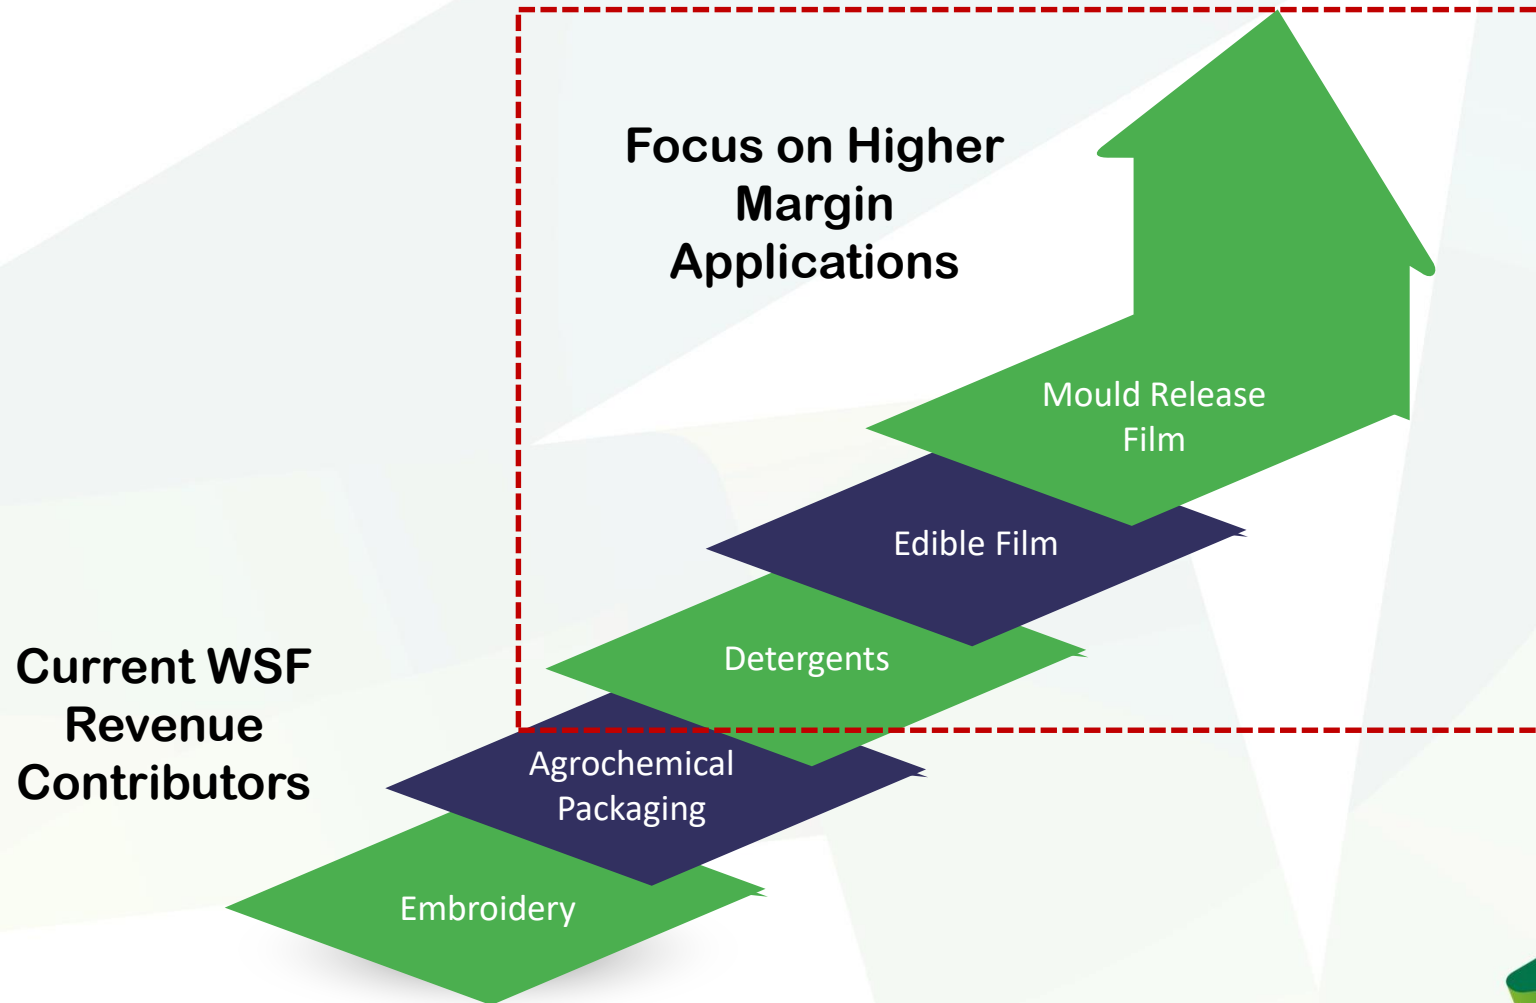 Focus on Higher
Margin
Applications
Mould Release
Film
Edible Film
Detergents
Current WSF
Revenue
Contributors
Agrochemical
Packaging
Embroidery